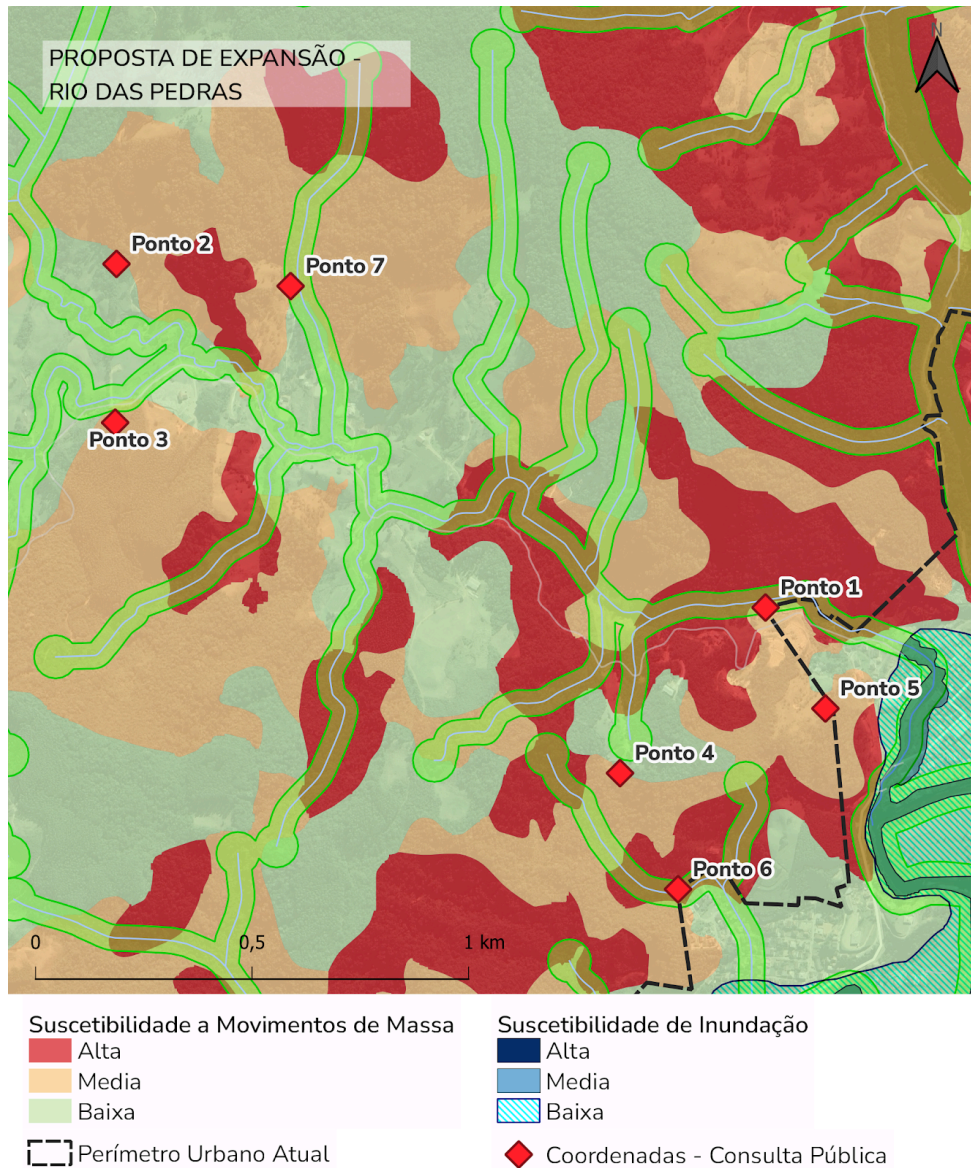 PROPOSTA DE EXPANSÃO -
RIO DAS PEDRAS
N
Ponto 2
Ponto 7
Ponto 3
Ponto 1
Ponto 5
Ponto 4
Ponto 6
0 0,5 1 km
Suscetibilidade a Movimentos de Massa
Alta
Media
Baixa
Perímetro Urbano Atual
Suscetibilidade de Inundação
Alta
Media
Baixa
Coordenadas - Consulta Pública